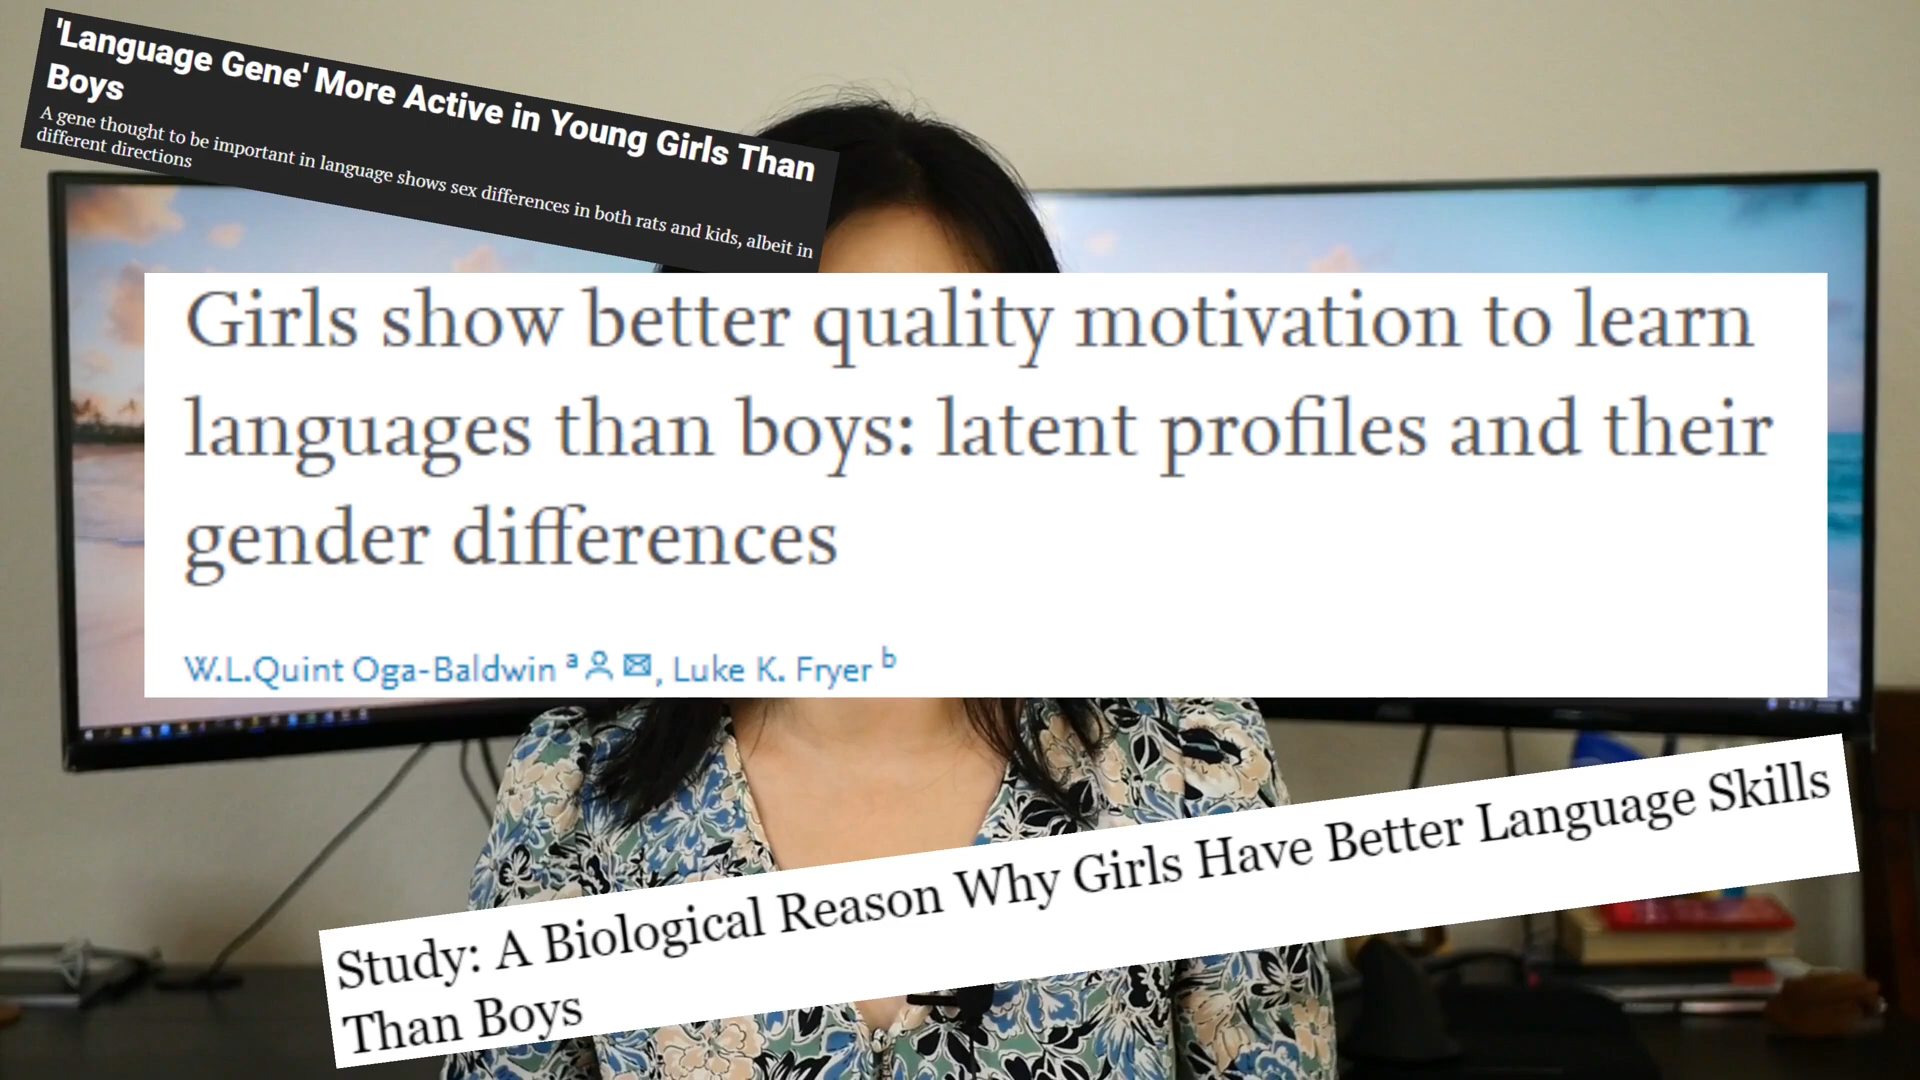 'Language Gene' More Active in Young Girls Than
Boys
A gene thought to be important in language shows sex differences in both rats and kids, albeit in
different directions
Girls show better quality motivation to learn
languages than boys: latent profiles and their
gender differences
W.L.Quint Oga-Baldwin a, Luke K. Fryer b
Study: A Biological Reason Why Girls Have Better Language Skills
Than Boys